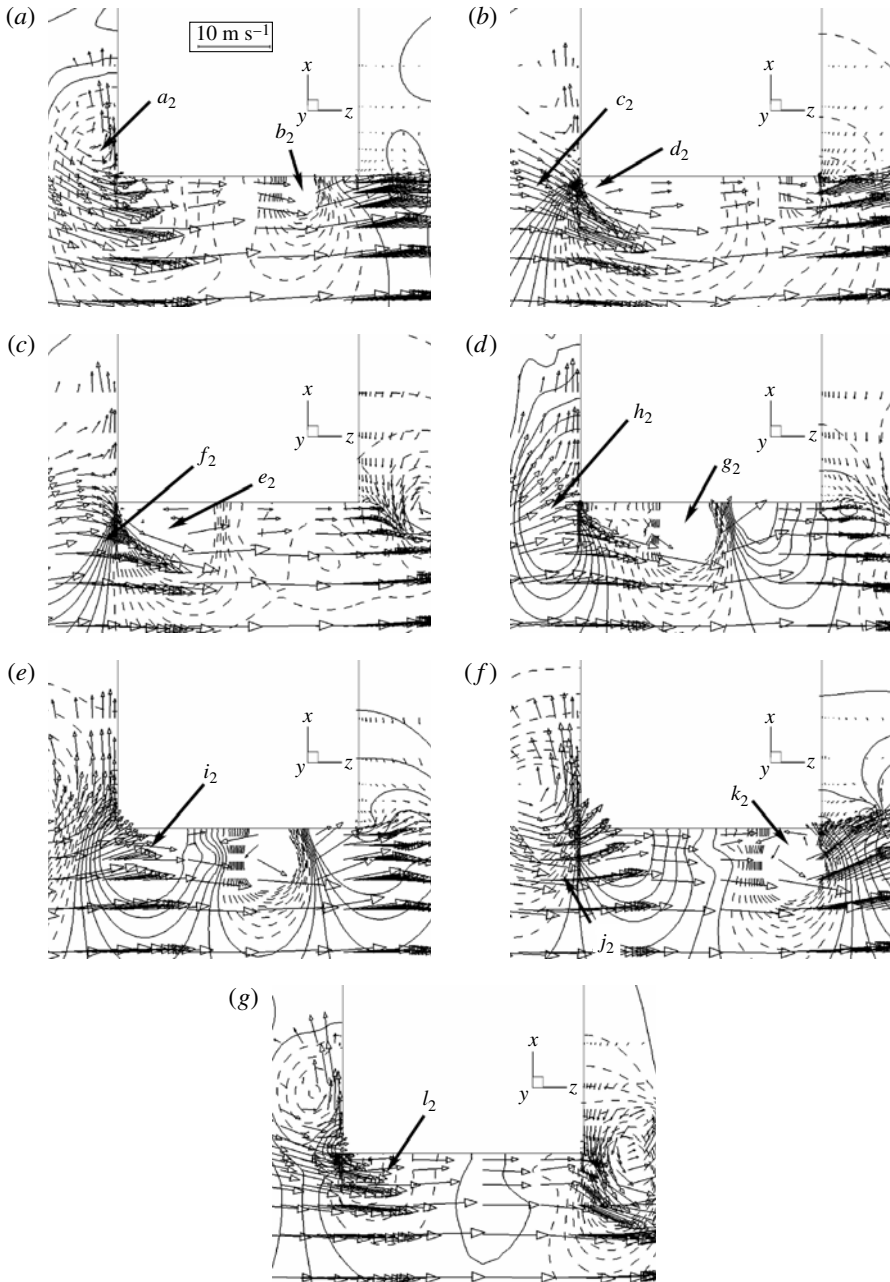 (a)
10 m s⁻¹
x
y
z
a₂
b₂
(b)
x
y
z
c₂
d₂
(c)
x
y
z
f₂
e₂
(d)
x
y
z
h₂
g₂
(e)
x
y
z
i₂
(f)
x
y
z
k₂
j₂
(g)
x
y
z
l₂